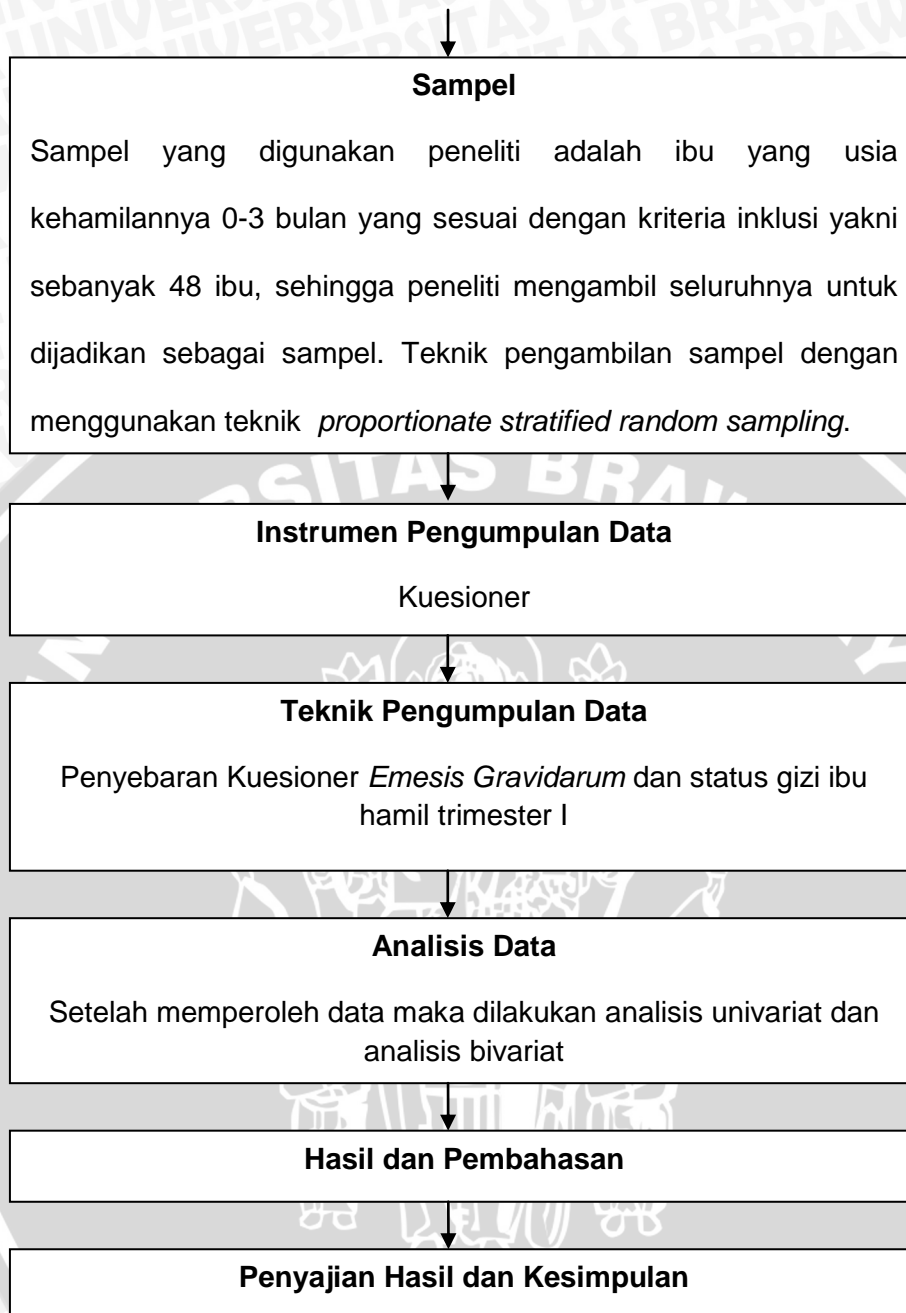 UNIVERSITAS BRAWIJAYA
Sampel
Sampel yang digunakan peneliti adalah ibu yang usia
kehamilannya 0-3 bulan yang sesuai dengan kriteria inklusi yakni
sebanyak 48 ibu, sehingga peneliti mengambil seluruhnya untuk
dijadikan sebagai sampel. Teknik pengambilan sampel dengan
menggunakan teknik proportionate stratified random sampling.
Instrumen Pengumpulan Data
Kuesioner
Teknik Pengumpulan Data
Penyebaran Kuesioner Emesis Gravidarum dan status gizi ibu
hamil trimester I
Analisis Data
Setelah memperoleh data maka dilakukan analisis univariat dan
analisis bivariat
Hasil dan Pembahasan
Penyajian Hasil dan Kesimpulan